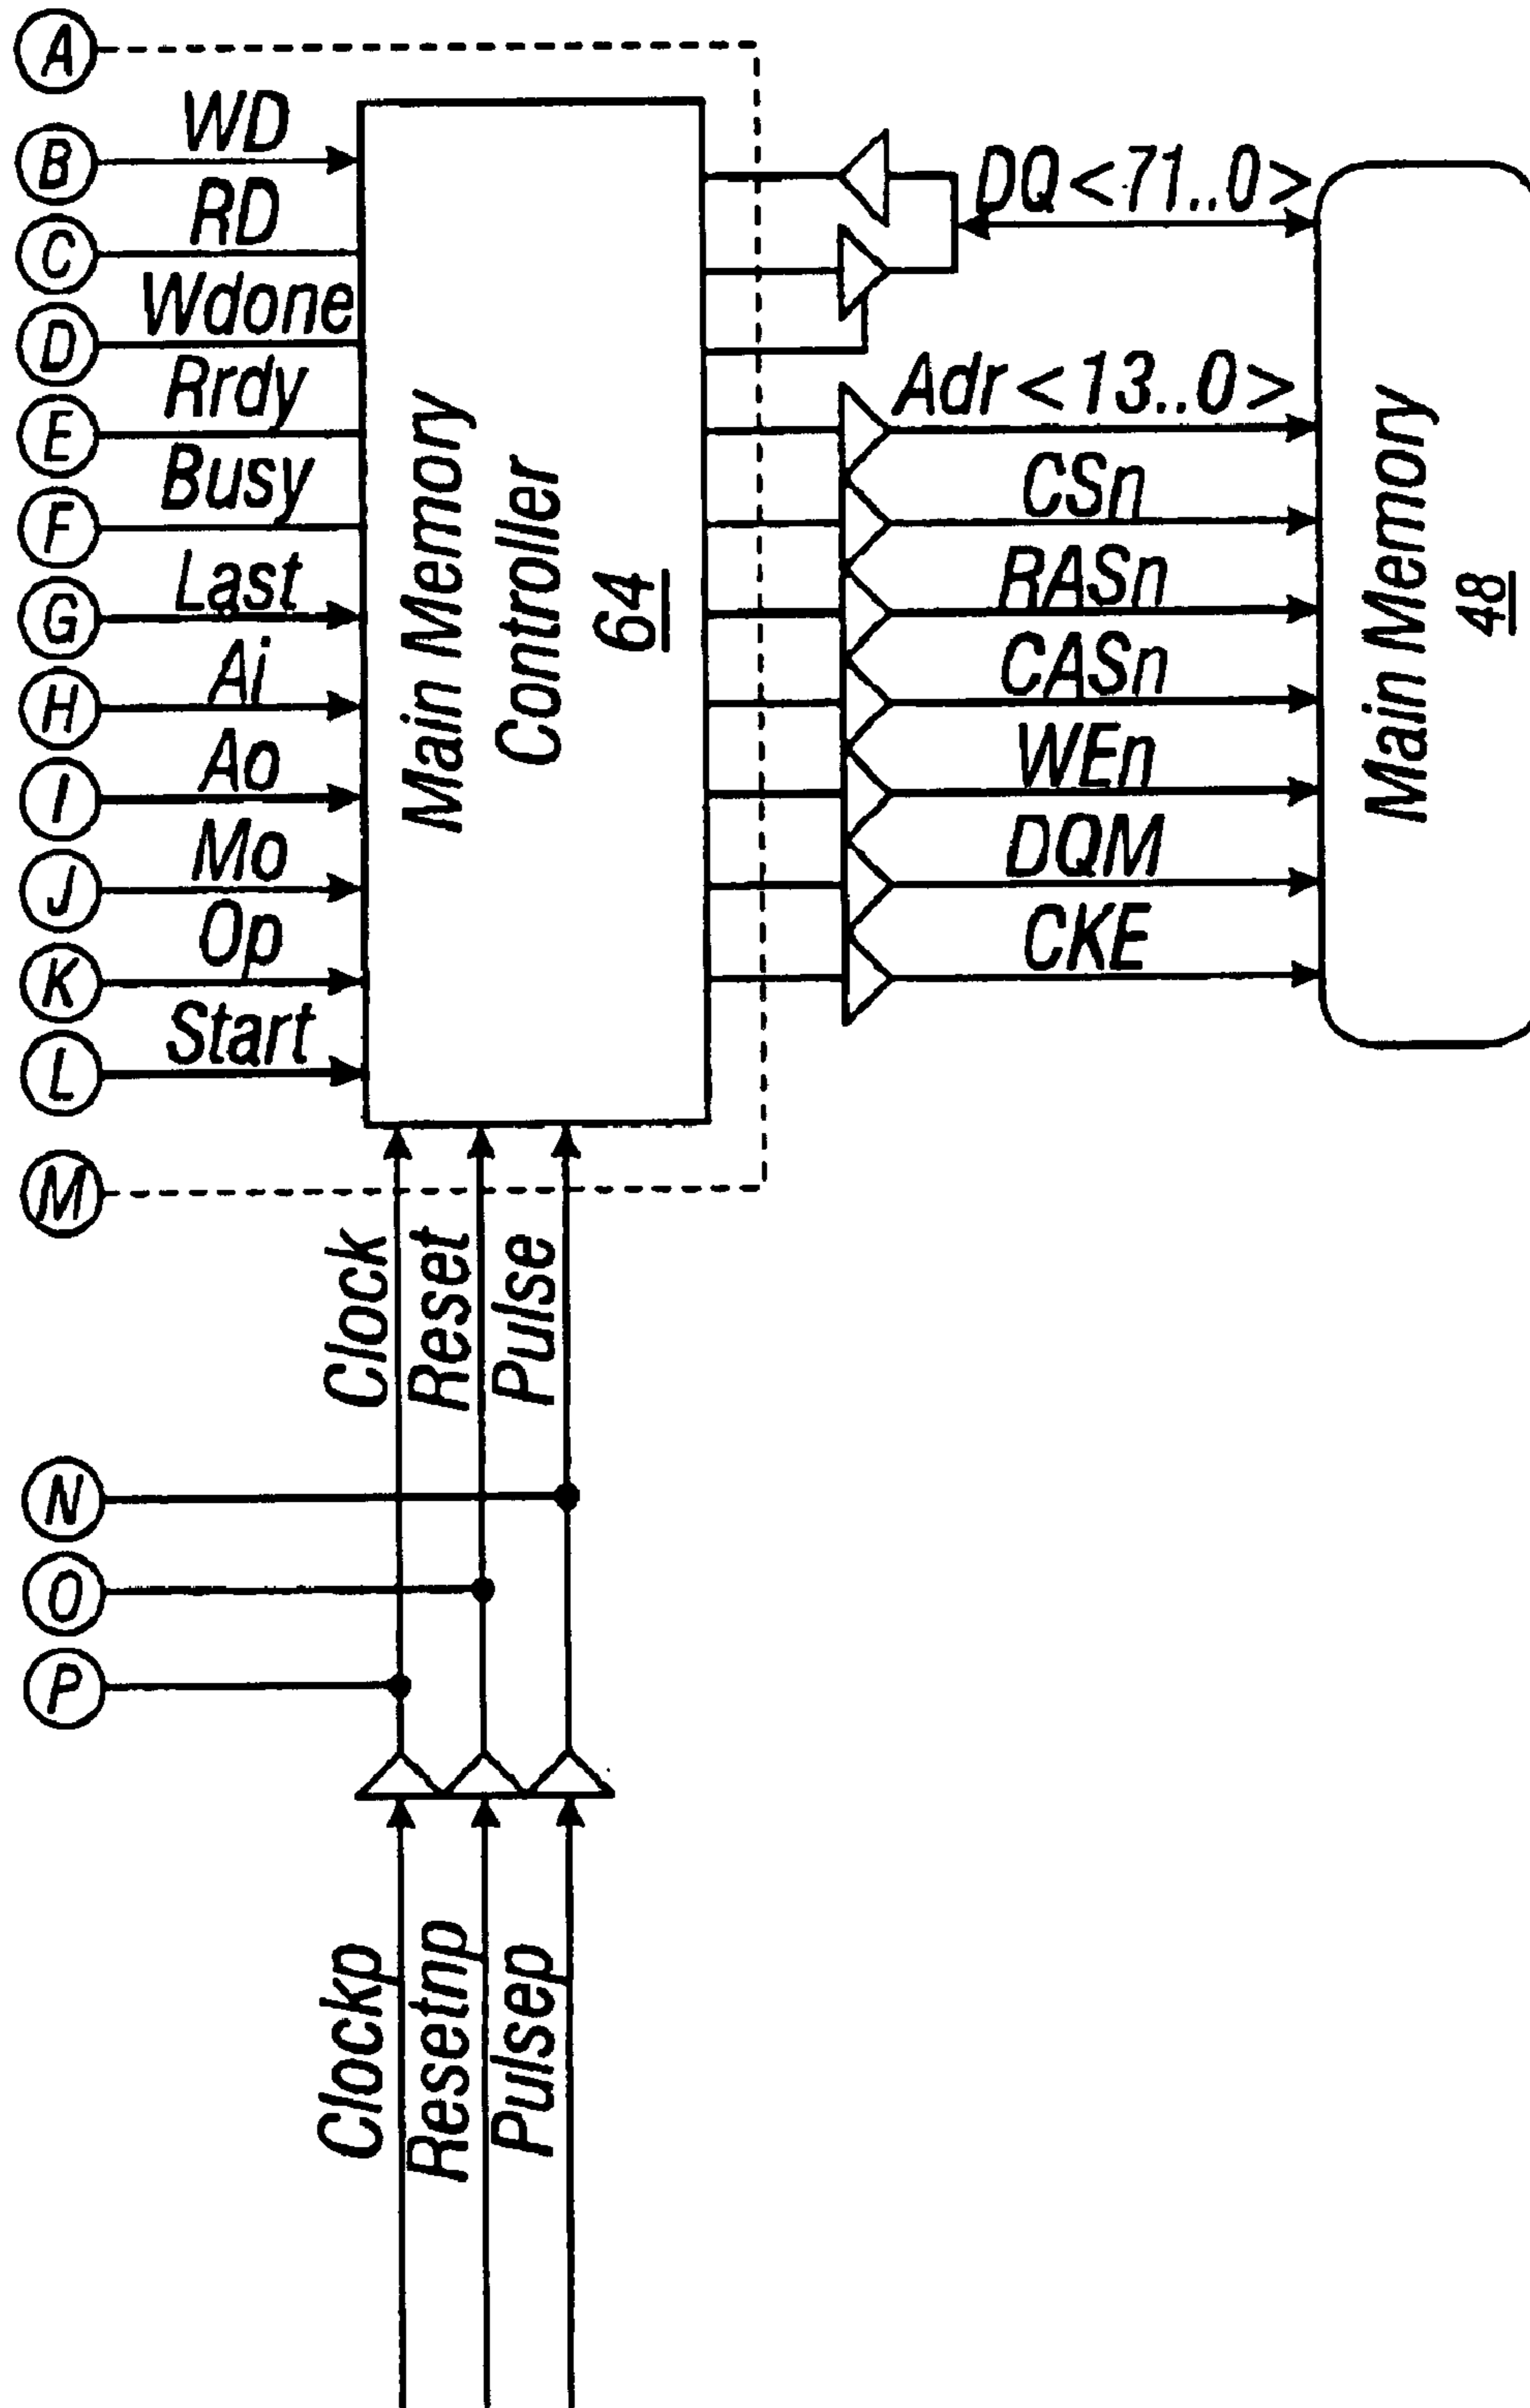 A
B
WD
C
RD
D
Wdone
E
Rrdy
F
Busy
G
Last
H
Ai
I
Ao
J
Mo
K
Op
L
Start
M
Main Memory
Controller
64
DQ<71..0>
Adr<13..0>
CSn
RASn
CASn
WEn
DQM
CKE
Main Memory
48
Clock
Reset
Pulse
N
O
P
Clockp
Resetnp
Pulsep